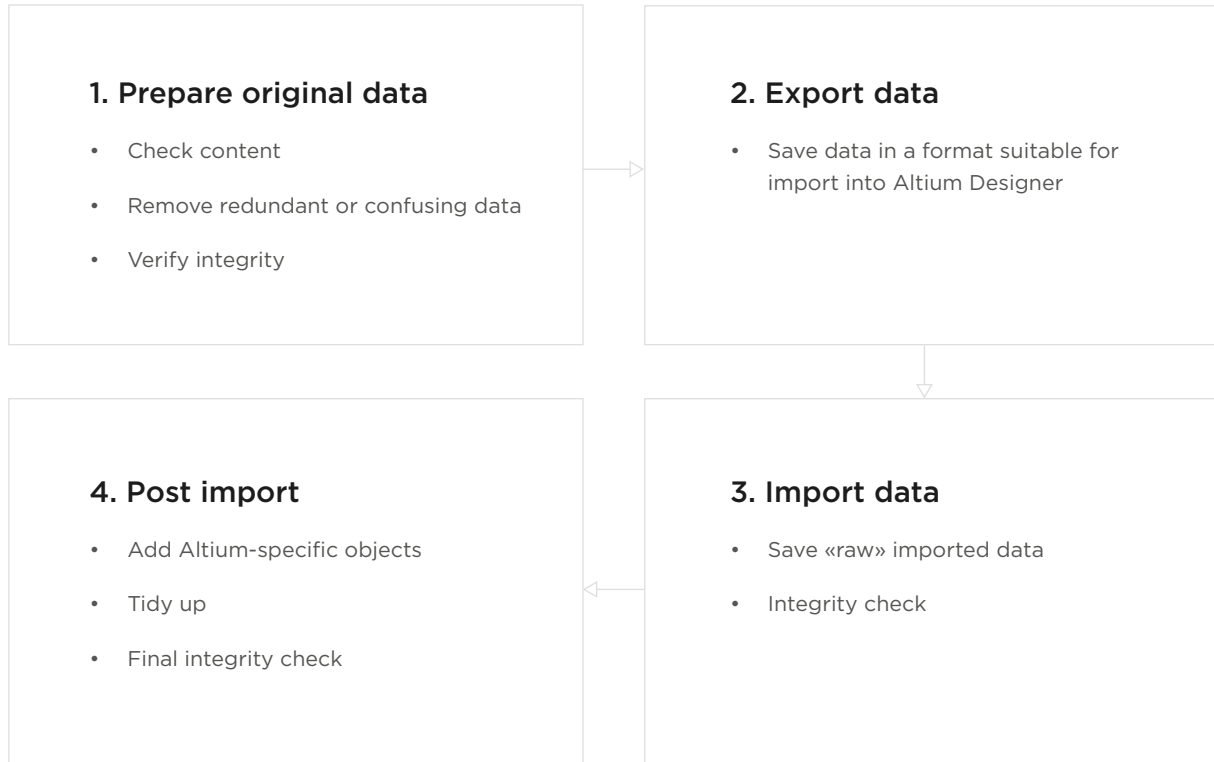 1. Prepare original data
• Check content
• Remove redundant or confusing data
• Verify integrity
2. Export data
• Save data in a format suitable for
import into Altium Designer
3. Import data
• Save «raw» imported data
• Integrity check
4. Post import
• Add Altium-specific objects
• Tidy up
• Final integrity check